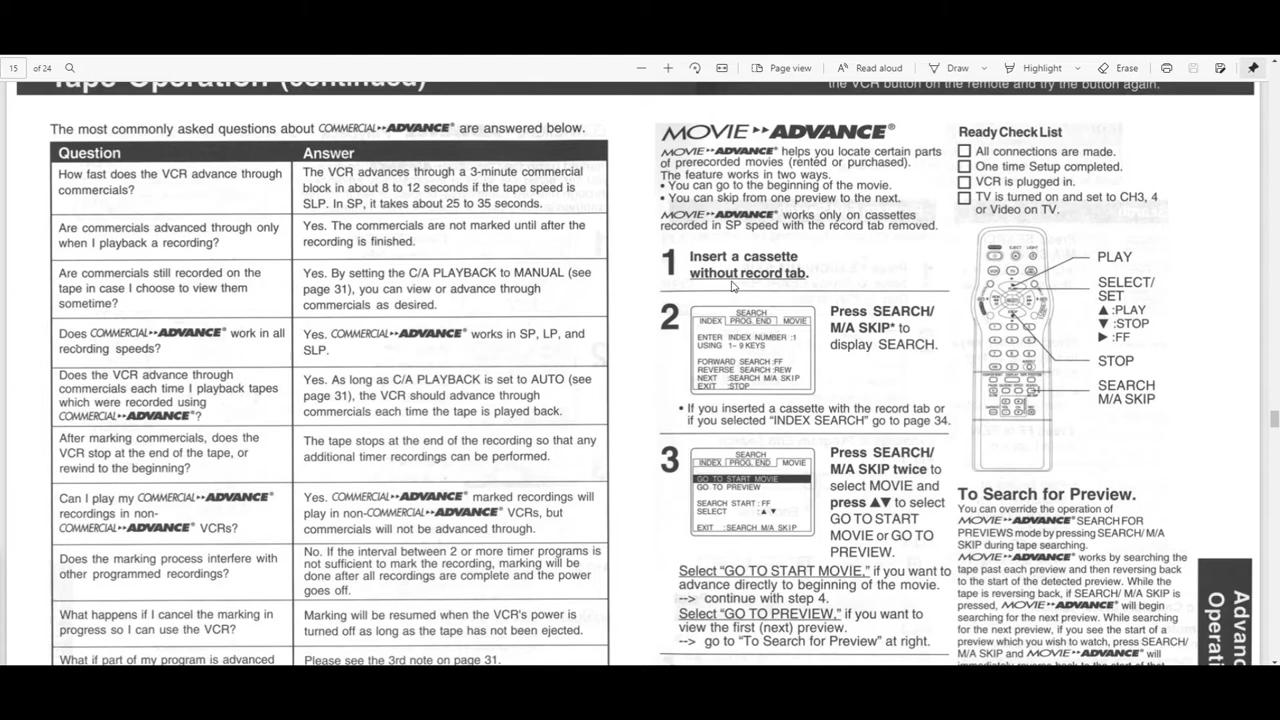 15 of 24
Page view
Read aloud
Draw
Highlight
Erase
Tape Operation (continued)
the VCR button on the remote and try the button again.
The most commonly asked questions about COMMERCIAL▸▸ADVANCE® are answered below.
Question
Answer
How fast does the VCR advance through
commercials?
The VCR advances through a 3-minute commercial
block in about 8 to 12 seconds if the tape speed is
SLP. In SP, it takes about 25 to 35 seconds.
Are commercials advanced through only
when I playback a recording?
Yes. The commercials are not marked until after the
recording is finished.
Are commercials still recorded on the
tape in case I choose to view them
sometime?
Yes. By setting the C/A PLAYBACK to MANUAL (see
page 31), you can view or advance through
commercials as desired.
Does COMMERCIAL▸▸ADVANCE® work in all
recording speeds?
Yes. COMMERCIAL▸▸ADVANCE® works in SP, LP, and
SLP.
Does the VCR advance through
commercials each time I playback tapes
which were recorded using
COMMERCIAL▸▸ADVANCE®?
Yes. As long as C/A PLAYBACK is set to AUTO (see
page 31), the VCR should advance through
commercials each time the tape is played back.
After marking commercials, does the
VCR stop at the end of the tape, or
rewind to the beginning?
The tape stops at the end of the recording so that any
additional timer recordings can be performed.
Can I play my COMMERCIAL▸▸ADVANCE®
recordings in non-
COMMERCIAL▸▸ADVANCE® VCRs?
Yes. COMMERCIAL▸▸ADVANCE® marked recordings will
play in non-COMMERCIAL▸▸ADVANCE® VCRs, but
commercials will not be advanced through.
Does the marking process interfere with
other programmed recordings?
No. If the interval between 2 or more timer programs is
not sufficient to mark the recording, marking will be
done after all recordings are complete and the power
goes off.
What happens if I cancel the marking in
progress so I can use the VCR?
Marking will be resumed when the VCR's power is
turned off as long as the tape has not been ejected.
What if part of my program is advanced
Please see the 3rd note on page 31.
MOVIE▸▸ADVANCE®
MOVIE▸▸ADVANCE® helps you locate certain parts
of prerecorded movies (rented or purchased).
The feature works in two ways.
• You can go to the beginning of the movie.
• You can skip from one preview to the next.
MOVIE▸▸ADVANCE® works only on cassettes
recorded in SP speed with the record tab removed.
1 Insert a cassette
without record tab.
2
SEARCH
INDEX PROG. END MOVIE
ENTER INDEX NUMBER :1
USING 1~9 KEYS
FORWARD SEARCH :FF
REVERSE SEARCH :REW
NEXT :SEARCH M/A SKIP
EXIT :STOP
Press SEARCH/
M/A SKIP* to
display SEARCH.
• If you inserted a cassette with the record tab or
if you selected "INDEX SEARCH" go to page 34.
3
SEARCH
INDEX PROG. END MOVIE
GO TO START MOVIE
GO TO PREVIEW
SEARCH START :FF
SELECT :▲▼
EXIT :SEARCH M/A SKIP
Press SEARCH/
M/A SKIP twice to
select MOVIE and
press ▲▼ to select
GO TO START
MOVIE or GO TO
PREVIEW.
Select "GO TO START MOVIE," if you want to
advance directly to beginning of the movie.
--> continue with step 4.
Select "GO TO PREVIEW," if you want to
view the first (next) preview.
--> go to "To Search for Preview" at right.
Ready Check List
All connections are made.
One time Setup completed.
VCR is plugged in.
TV is turned on and set to CH3, 4
or Video on TV.
PLAY
SELECT/
SET
▲:PLAY
▼:STOP
▶:FF
STOP
SEARCH
M/A SKIP
To Search for Preview.
You can override the operation of
MOVIE▸▸ADVANCE® SEARCH FOR
PREVIEWS mode by pressing SEARCH/ M/A
SKIP during tape searching.
MOVIE▸▸ADVANCE® works by searching the
tape past each preview and then reversing back
to the start of the detected preview. While the
tape is reversing back, if SEARCH/ M/A SKIP is
pressed, MOVIE▸▸ADVANCE® will begin
searching for the next preview. While searching
for the next preview, if you see the start of a
preview which you wish to watch, press SEARCH/
M/A SKIP and MOVIE▸▸ADVANCE® will
immediately reverse back to the start of that
Advanc
Operati